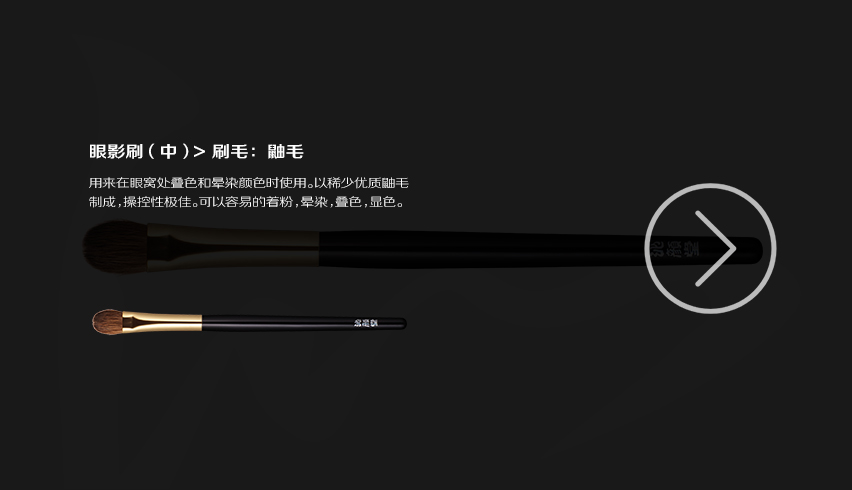 眼影刷（中）> 刷毛：鼬毛
用来在眼窝处叠色和晕染颜色时使用。以稀少优质鼬毛
制成，操控性极佳。可以容易的着粉，晕染，叠色，显色。